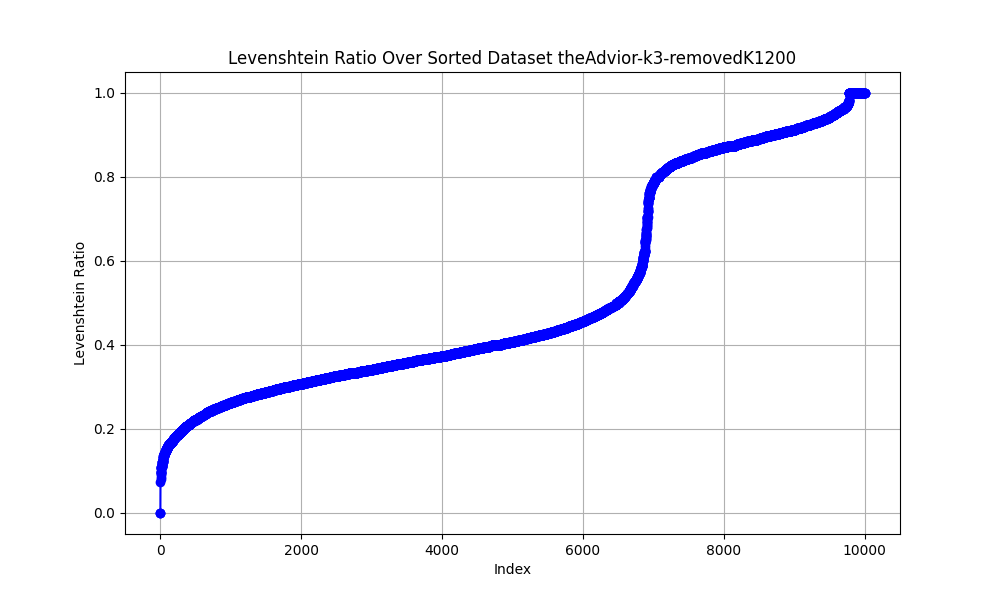 Levenshtein Ratio Over Sorted Dataset theAdvior-k3-removedK1200
1.0
0.8
0.6
0.4
0.2
0.0
Levenshtein Ratio
0 2000 4000 6000 8000 10000
Index